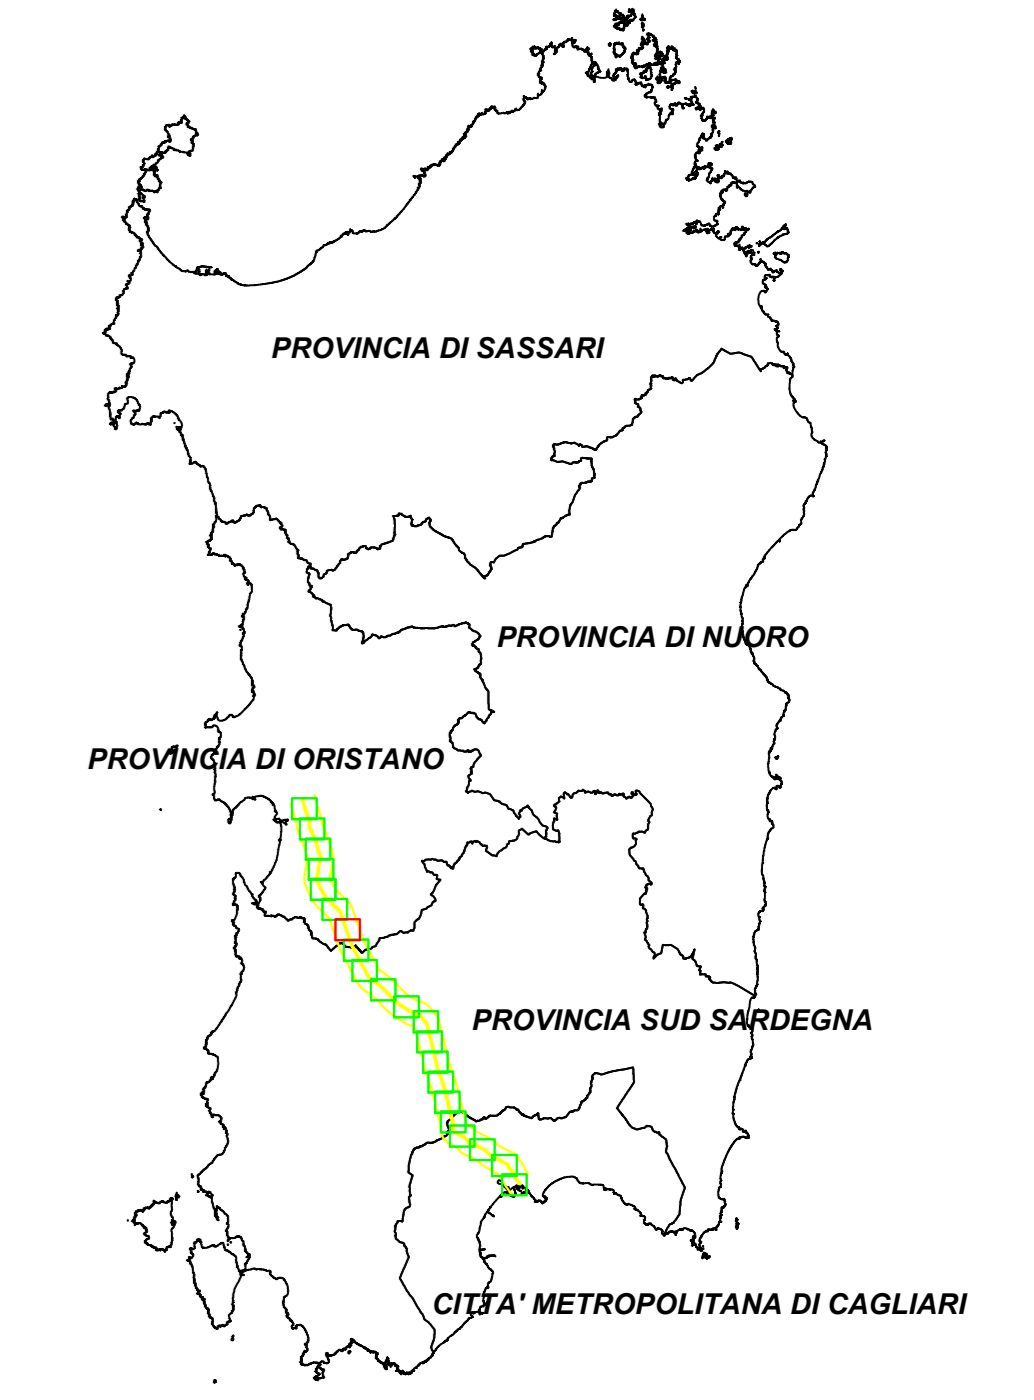 PROVINCIA DI SASSARI
PROVINCIA DI NUORO
PROVINCIA DI ORISTANO
PROVINCIA SUD SARDEGNA
CITTA' METROPOLITANA DI CAGLIARI